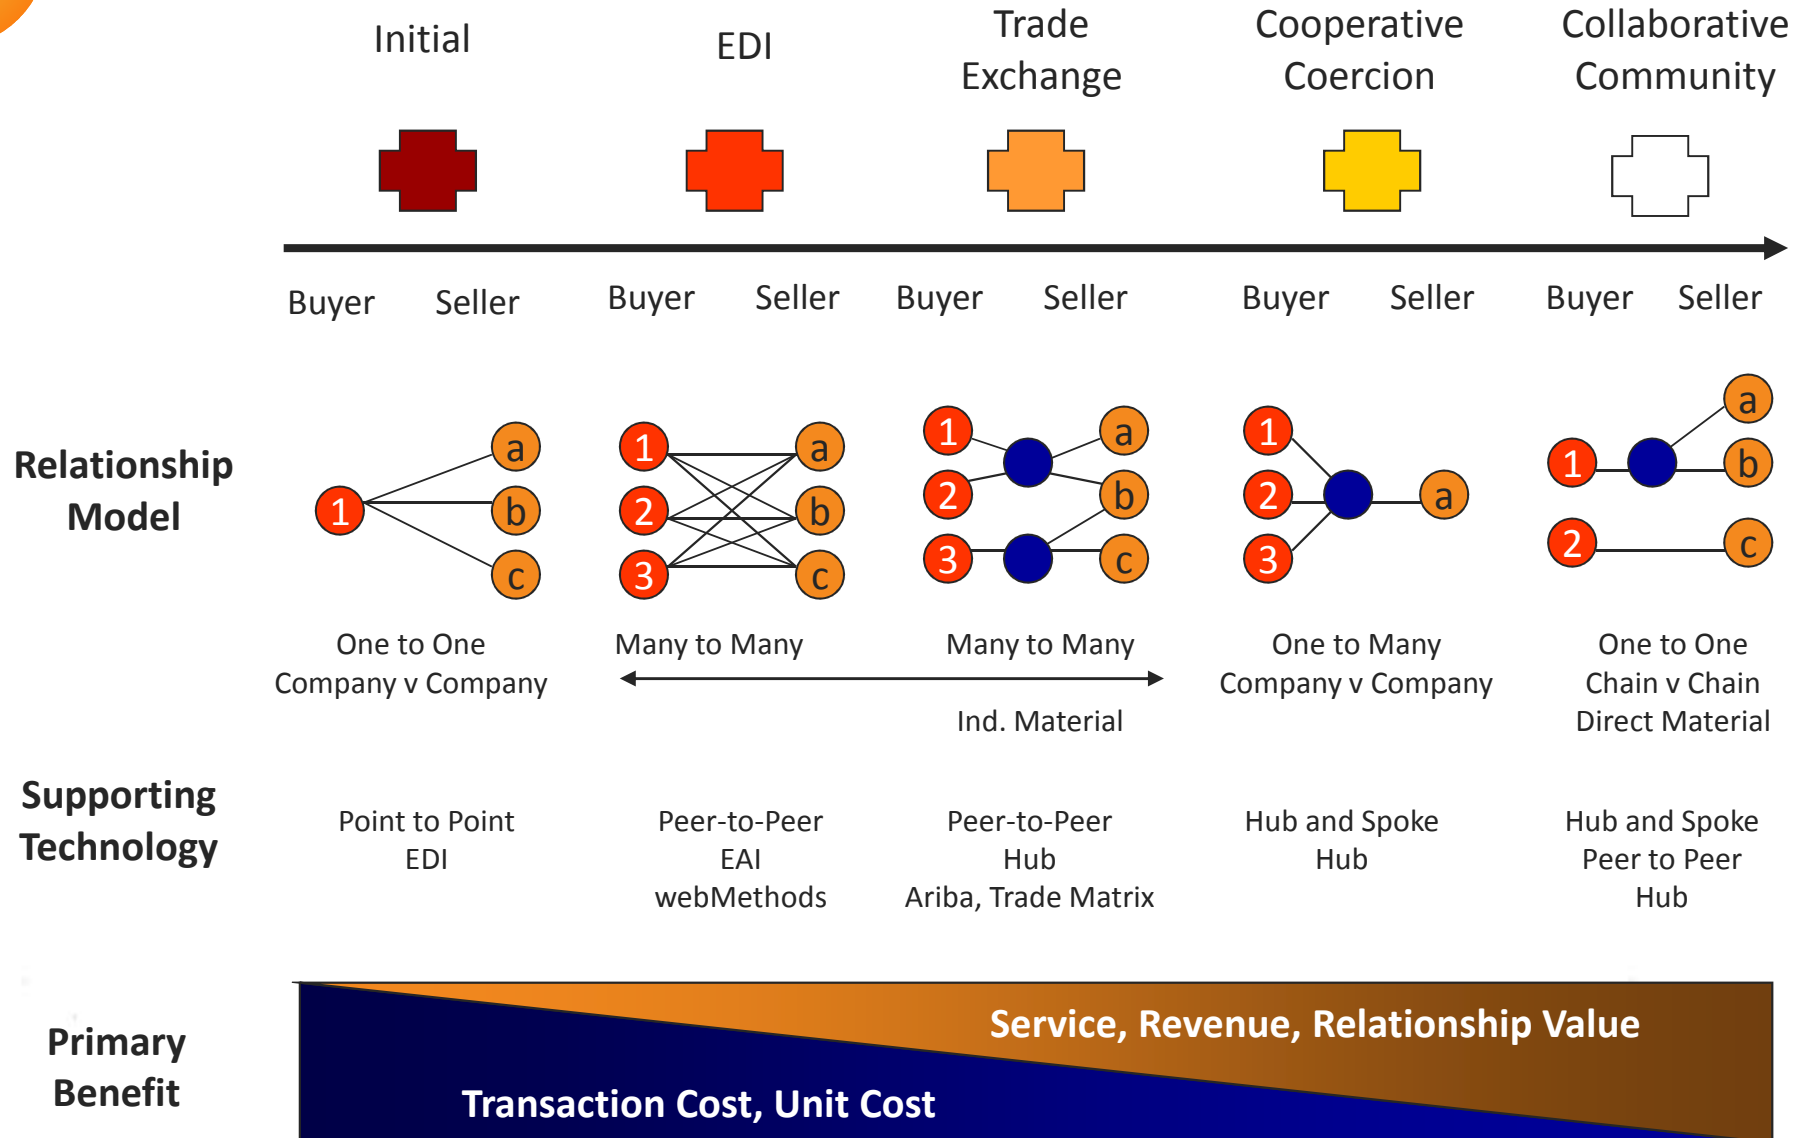 Initial
EDI
Trade
Exchange
Cooperative
Coercion
Collaborative
Community
Buyer Seller Buyer Seller Buyer Seller Buyer Seller Buyer Seller
Relationship
Model
1 a b c
1 2 3 a b c
1 2 3 a b c
1 2 3 a
1 2 a b c
One to One
Company v Company
Many to Many
Many to Many
Ind. Material
One to Many
Company v Company
One to One
Chain v Chain
Direct Material
Supporting
Technology
Point to Point
EDI
Peer-to-Peer
EAI
webMethods
Peer-to-Peer
Hub
Ariba, Trade Matrix
Hub and Spoke
Hub
Hub and Spoke
Peer to Peer
Hub
Primary
Benefit
Service, Revenue, Relationship Value
Transaction Cost, Unit Cost